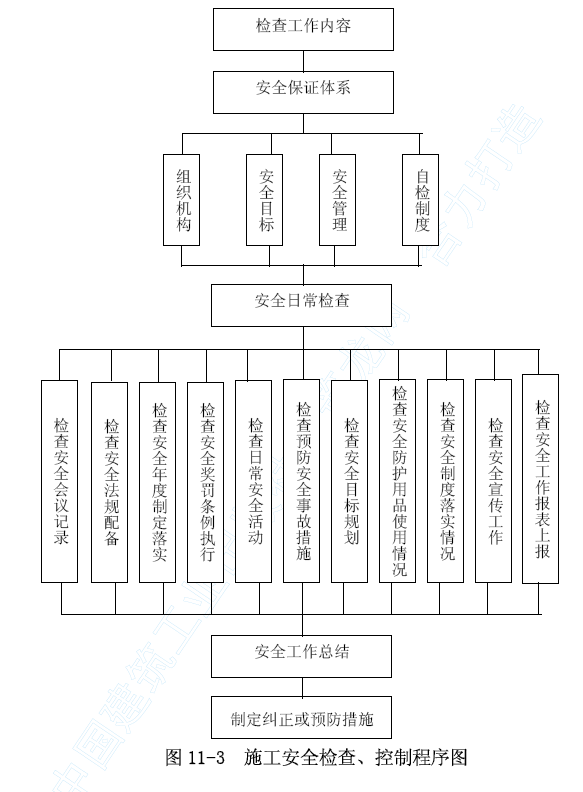 检查工作内容
安全保证体系
组织机构
安全目标
安全管理
自检制度
安全日常检查
检查安全会议记录
检查安全法规配备
检查安全年度制定落实
检查安全奖罚条例执行
检查日常安全活动
检查预防安全事故措施
检查安全目标规划
检查安全防护用品使用情况
检查安全制度落实情况
检查安全宣传工作
检查安全工作报表上报
安全工作总结
制定纠正或预防措施
图 11-3 施工安全检查、控制程序图